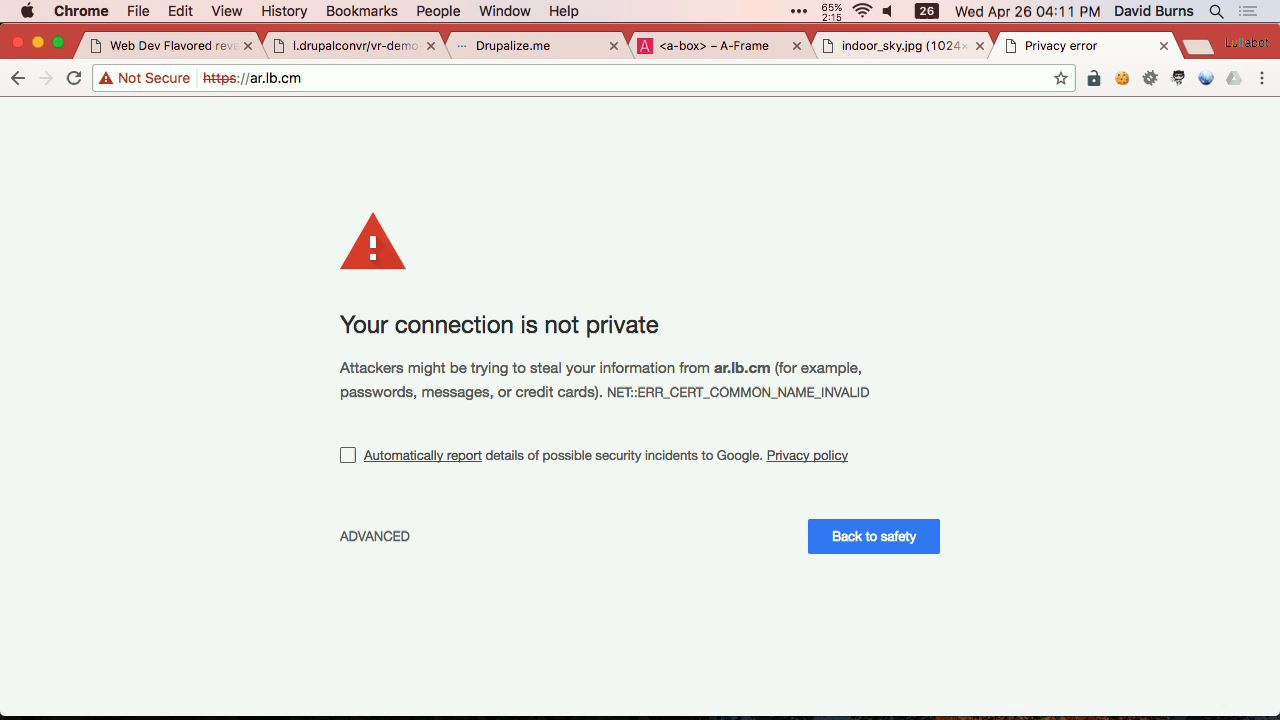 Chrome File Edit View History Bookmarks People Window Help ••• 65% 2:15 26 Wed Apr 26 04:11 PM David Burns
Web Dev Flavored reve l.drupalconvr/vr-demo Drupalize.me A <a-box> – A-Frame indoor_sky.jpg (1024× Privacy error Lullabot
Not Secure https://ar.lb.cm
Your connection is not private
Attackers might be trying to steal your information from ar.lb.cm (for example,
passwords, messages, or credit cards). NET::ERR_CERT_COMMON_NAME_INVALID
Automatically report details of possible security incidents to Google. Privacy policy
ADVANCED Back to safety